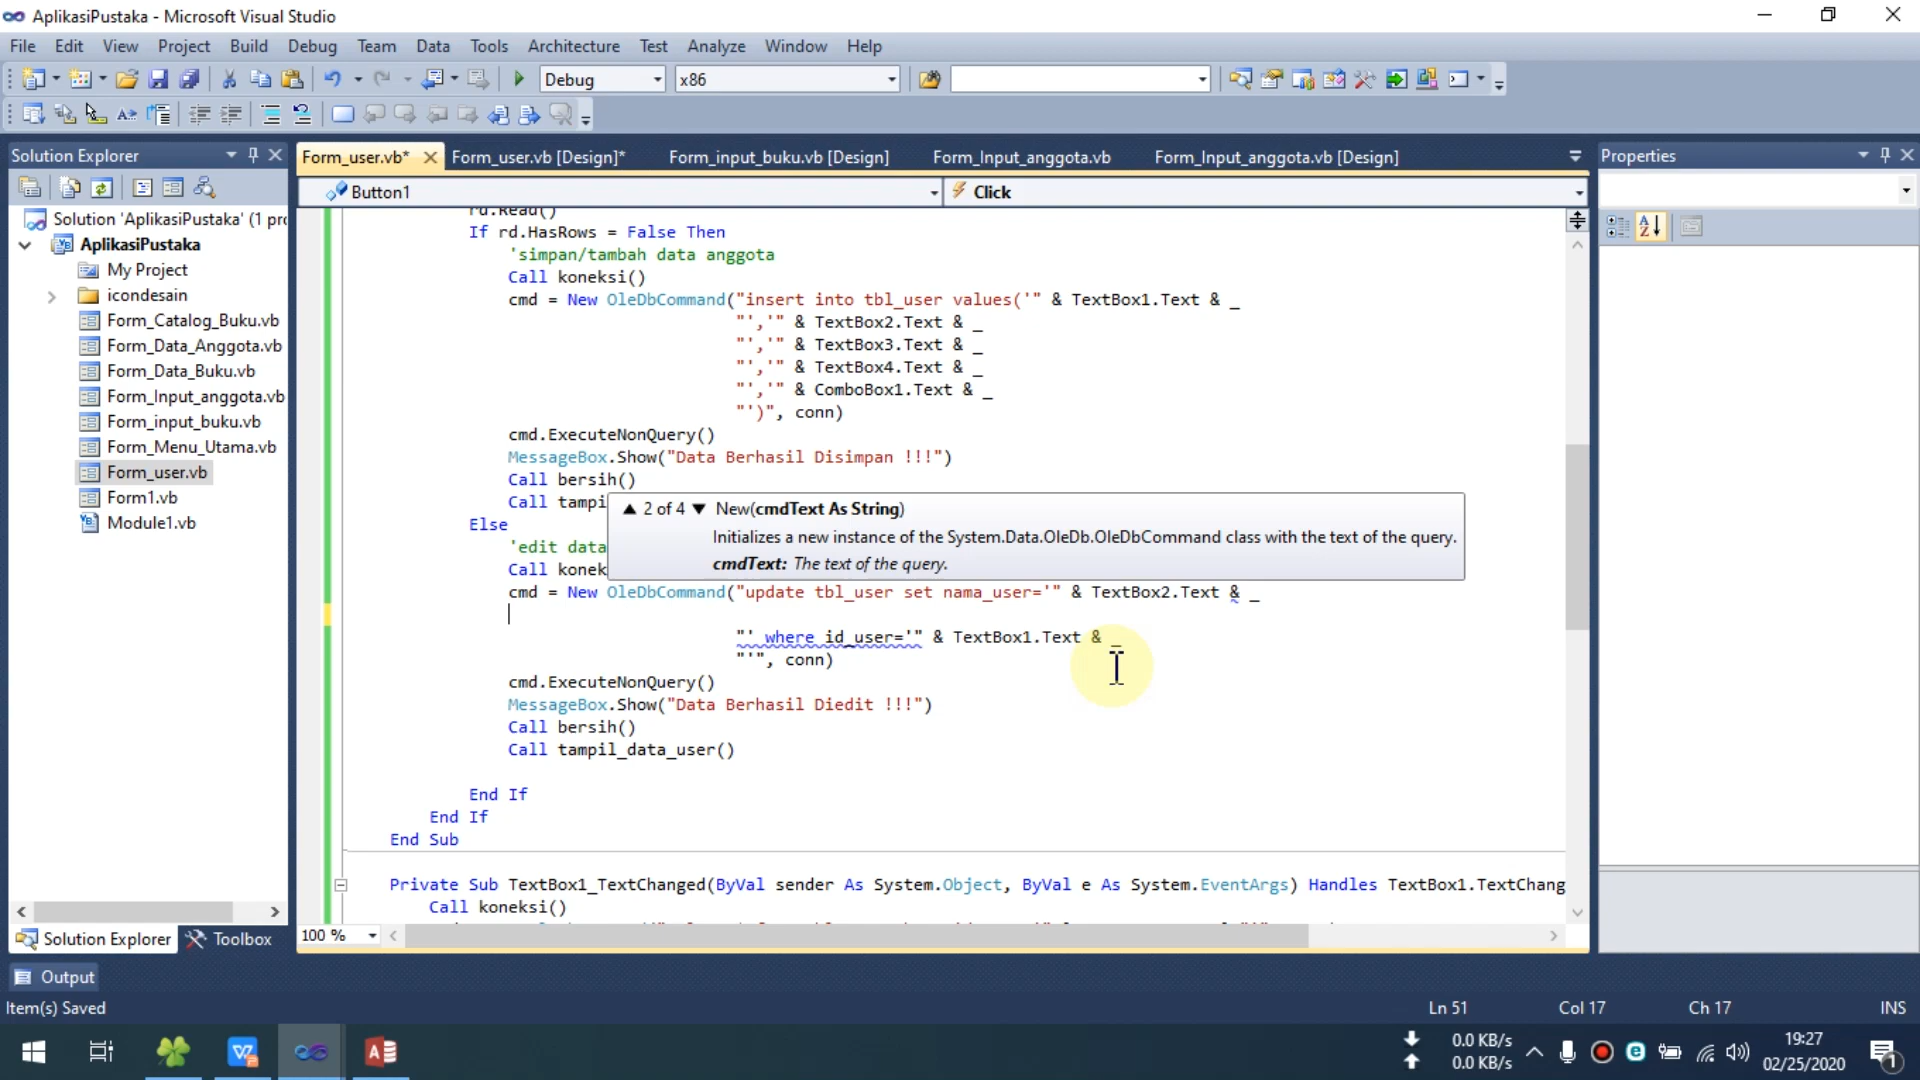 AplikasiPustaka - Microsoft Visual Studio
File Edit View Project Build Debug Team Data Tools Architecture Test Analyze Window Help
Debug x86
Solution Explorer
Form_user.vb* Form_user.vb [Design]* Form_input_buku.vb [Design] Form_Input_anggota.vb Form_Input_anggota.vb [Design]
Properties
Button1 Click
Solution 'AplikasiPustaka' (1 pro
AplikasiPustaka
My Project
icondesain
Form_Catalog_Buku.vb
Form_Data_Anggota.vb
Form_Data_Buku.vb
Form_Input_anggota.vb
Form_input_buku.vb
Form_Menu_Utama.vb
Form_user.vb
Form1.vb
Module1.vb
rd.Read()
If rd.HasRows = False Then
'simpan/tambah data anggota
Call koneksi()
cmd = New OleDbCommand("insert into tbl_user values('" & TextBox1.Text & _
"','" & TextBox2.Text & _
"','" & TextBox3.Text & _
"','" & TextBox4.Text & _
"','" & ComboBox1.Text & _
"')", conn)
cmd.ExecuteNonQuery()
MessageBox.Show("Data Berhasil Disimpan !!!")
Call bersih()
Call tampi
▲ 2 of 4 ▼ New(cmdText As String)
Initializes a new instance of the System.Data.OleDb.OleDbCommand class with the text of the query.
cmdText: The text of the query.
Else
'edit data
Call konek
cmd = New OleDbCommand("update tbl_user set nama_user='" & TextBox2.Text & _
"' where id_user='" & TextBox1.Text & _
"'", conn)
cmd.ExecuteNonQuery()
MessageBox.Show("Data Berhasil Diedit !!!")
Call bersih()
Call tampil_data_user()
End If
End If
End Sub
Private Sub TextBox1_TextChanged(ByVal sender As System.Object, ByVal e As System.EventArgs) Handles TextBox1.TextChang
Call koneksi()
100 %
Solution Explorer Toolbox
Output
Item(s) Saved
Ln 51 Col 17 Ch 17 INS
0.0 KB/s
0.0 KB/s
19:27
02/25/2020
1